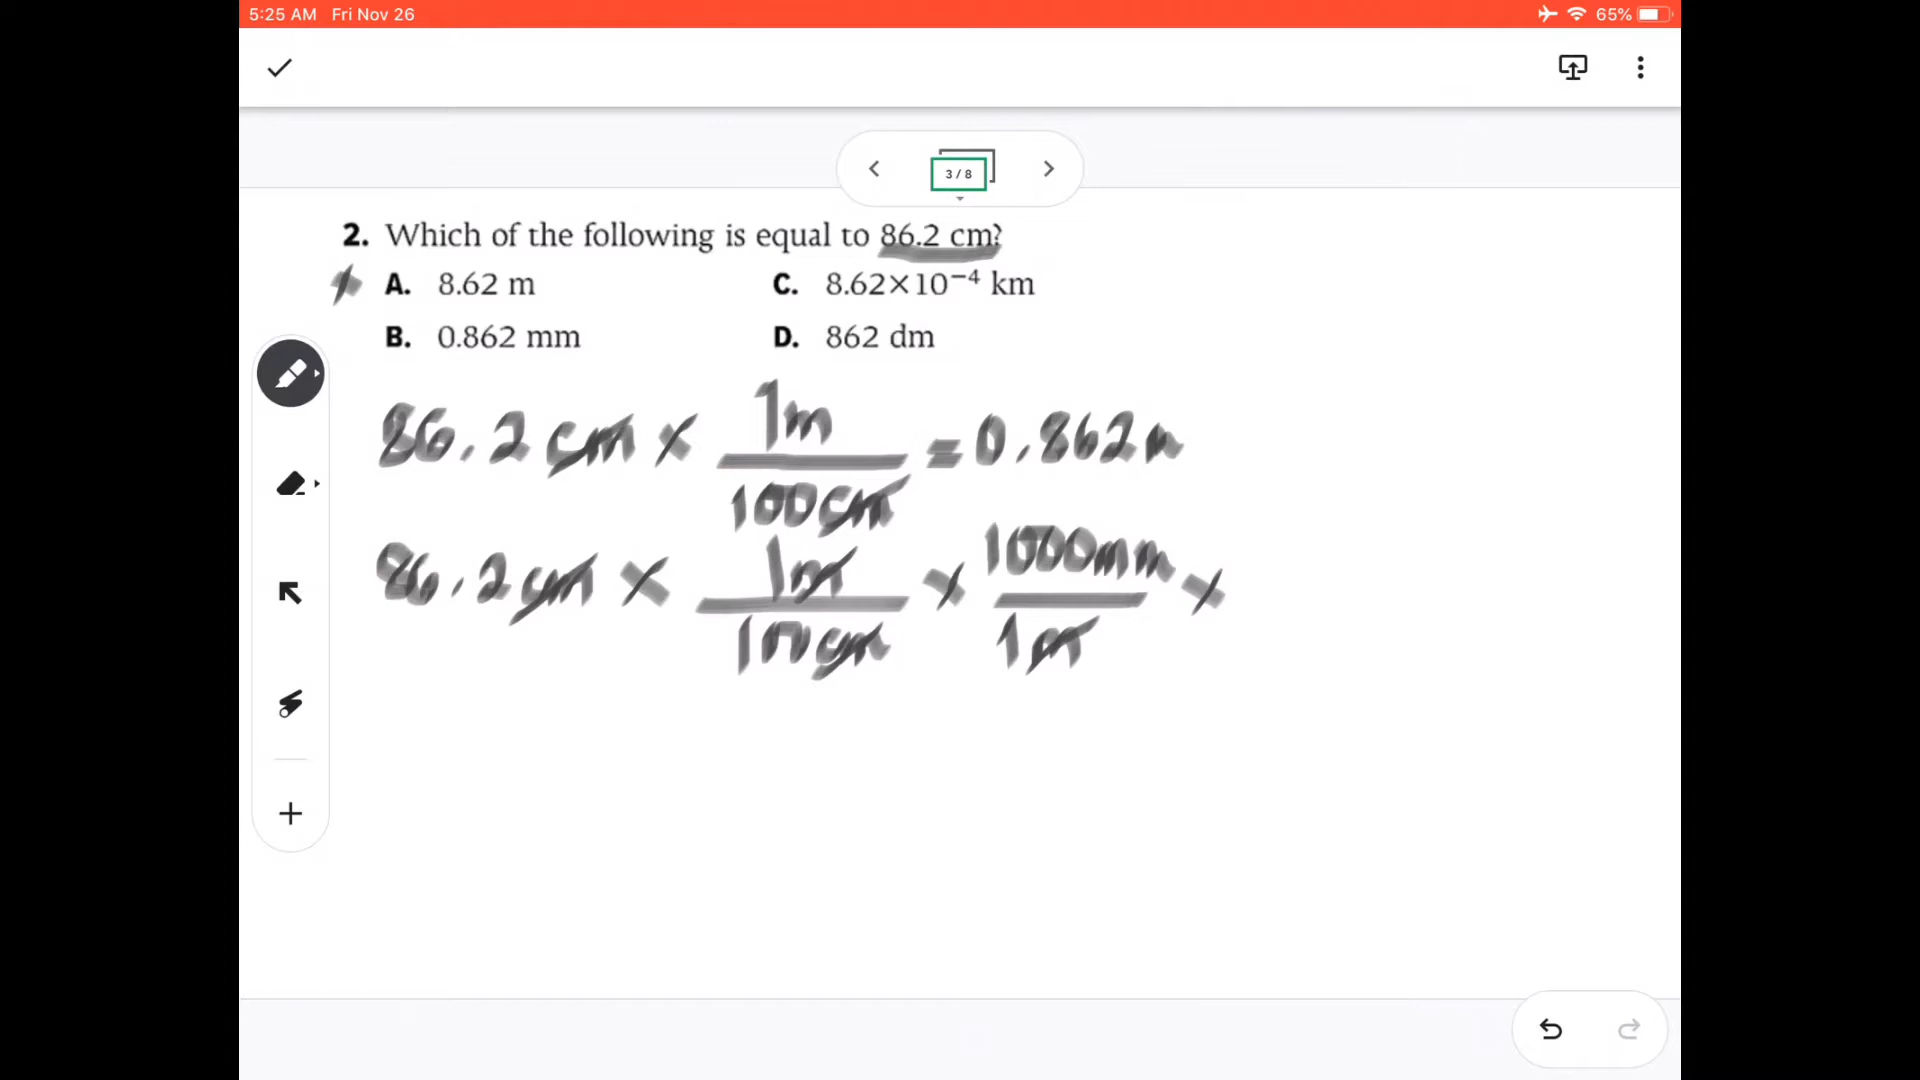 5:25 AM Fri Nov 26 65%
3 / 8
2. Which of the following is equal to 86.2 cm?
A. 8.62 m C. 8.62×10⁻⁴ km
B. 0.862 mm D. 862 dm
86.2 cm × 1m / 100cm = 0.862 m
86.2 cm × 1m / 100cm × 1000mm / 1m ×